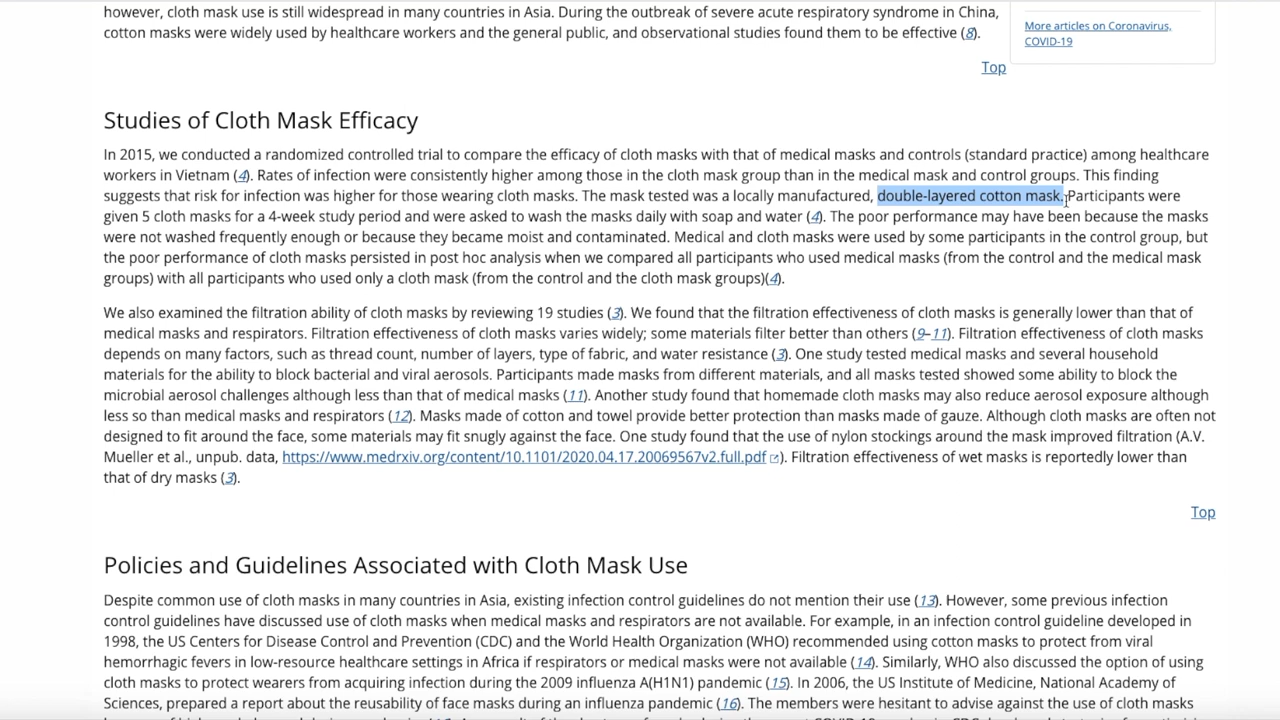 however, cloth mask use is still widespread in many countries in Asia. During the outbreak of severe acute respiratory syndrome in China,
cotton masks were widely used by healthcare workers and the general public, and observational studies found them to be effective (8).
More articles on Coronavirus,
COVID-19
Top
Studies of Cloth Mask Efficacy
In 2015, we conducted a randomized controlled trial to compare the efficacy of cloth masks with that of medical masks and controls (standard practice) among healthcare
workers in Vietnam (4). Rates of infection were consistently higher among those in the cloth mask group than in the medical mask and control groups. This finding
suggests that risk for infection was higher for those wearing cloth masks. The mask tested was a locally manufactured, double-layered cotton mask. Participants were
given 5 cloth masks for a 4-week study period and were asked to wash the masks daily with soap and water (4). The poor performance may have been because the masks
were not washed frequently enough or because they became moist and contaminated. Medical and cloth masks were used by some participants in the control group, but
the poor performance of cloth masks persisted in post hoc analysis when we compared all participants who used medical masks (from the control and the medical mask
groups) with all participants who used only a cloth mask (from the control and the cloth mask groups)(4).
We also examined the filtration ability of cloth masks by reviewing 19 studies (3). We found that the filtration effectiveness of cloth masks is generally lower than that of
medical masks and respirators. Filtration effectiveness of cloth masks varies widely; some materials filter better than others (9–11). Filtration effectiveness of cloth masks
depends on many factors, such as thread count, number of layers, type of fabric, and water resistance (3). One study tested medical masks and several household
materials for the ability to block bacterial and viral aerosols. Participants made masks from different materials, and all masks tested showed some ability to block the
microbial aerosol challenges although less than that of medical masks (11). Another study found that homemade cloth masks may also reduce aerosol exposure although
less so than medical masks and respirators (12). Masks made of cotton and towel provide better protection than masks made of gauze. Although cloth masks are often not
designed to fit around the face, some materials may fit snugly against the face. One study found that the use of nylon stockings around the mask improved filtration (A.V.
Mueller et al., unpub. data, https://www.medrxiv.org/content/10.1101/2020.04.17.20069567v2.full.pdf). Filtration effectiveness of wet masks is reportedly lower than
that of dry masks (3).
Top
Policies and Guidelines Associated with Cloth Mask Use
Despite common use of cloth masks in many countries in Asia, existing infection control guidelines do not mention their use (13). However, some previous infection
control guidelines have discussed use of cloth masks when medical masks and respirators are not available. For example, in an infection control guideline developed in
1998, the US Centers for Disease Control and Prevention (CDC) and the World Health Organization (WHO) recommended using cotton masks to protect from viral
hemorrhagic fevers in low-resource healthcare settings in Africa if respirators or medical masks were not available (14). Similarly, WHO also discussed the option of using
cloth masks to protect wearers from acquiring infection during the 2009 influenza A(H1N1) pandemic (15). In 2006, the US Institute of Medicine, National Academy of
Sciences, prepared a report about the reusability of face masks during an influenza pandemic (16). The members were hesitant to advise against the use of cloth masks